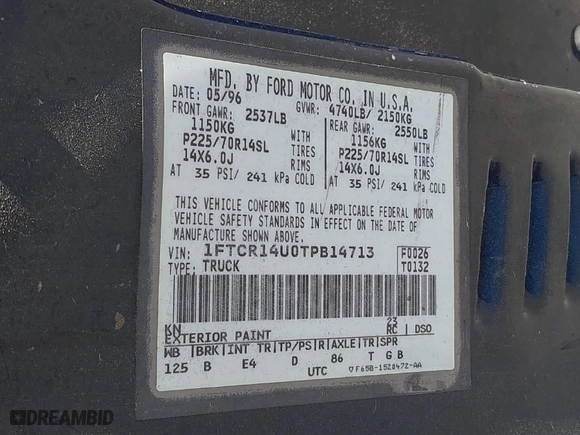 MFD. BY FORD MOTOR CO. IN U.S.A.
DATE: 05/96 GVWR: 4740LB/ 2150KG
FRONT GAWR: 2537LB REAR GAWR: 2550LB
1150KG WITH 1156KG WITH
P225/70R14SL TIRES P225/70R14SL TIRES
14X6.0J RIMS 14X6.0J RIMS
AT 35 PSI/ 241 kPa COLD AT 35 PSI/ 241 kPa COLD
THIS VEHICLE CONFORMS TO ALL APPLICABLE FEDERAL MOTOR
VEHICLE SAFETY STANDARDS IN EFFECT ON THE DATE OF
MANUFACTURE SHOWN ABOVE.
VIN: 1FTCR14U0TPB14713 F0026
TYPE: TRUCK T0132
KN 23
EXTERIOR PAINT RC | DSO
WB |BRK|INT TR|TP/PS|R|AXLE|TR|SPR
125 B E4 D 86 T GB
UTC ▽F65B-1520472-AA
DREAMBID